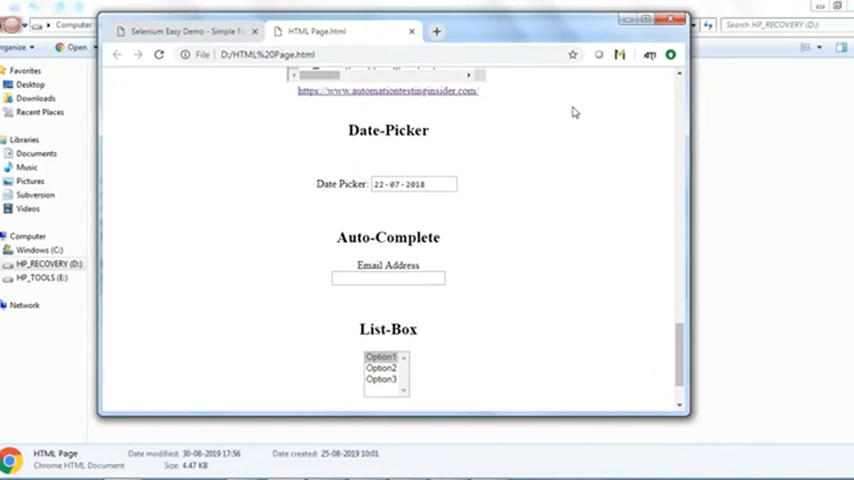 Computer
Search HP_RECOVERY (D:)
Organize
Open
Selenium Easy Demo - Simple Fo
HTML Page.html
File | D:/HTML%20Page.html
Favorites
Desktop
Downloads
Recent Places
Libraries
Documents
Music
Pictures
Subversion
Videos
Computer
Windows (C:)
HP_RECOVERY (D:)
HP_TOOLS (E:)
Network
https://www.automationtestinginsider.com/
Date-Picker
Date Picker: 22-07-2018
Auto-Complete
Email Address
List-Box
Option1
Option2
Option3
HTML Page
Date modified: 30-08-2019 17:56
Date created: 25-08-2019 10:01
Chrome HTML Document
Size: 4.47 KB